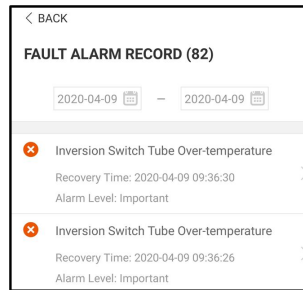 < BACK
FAULT ALARM RECORD (82)
2020-04-09 — 2020-04-09
Inversion Switch Tube Over-temperature
Recovery Time: 2020-04-09 09:36:30
Alarm Level: Important
Inversion Switch Tube Over-temperature
Recovery Time: 2020-04-09 09:36:26
Alarm Level: Important